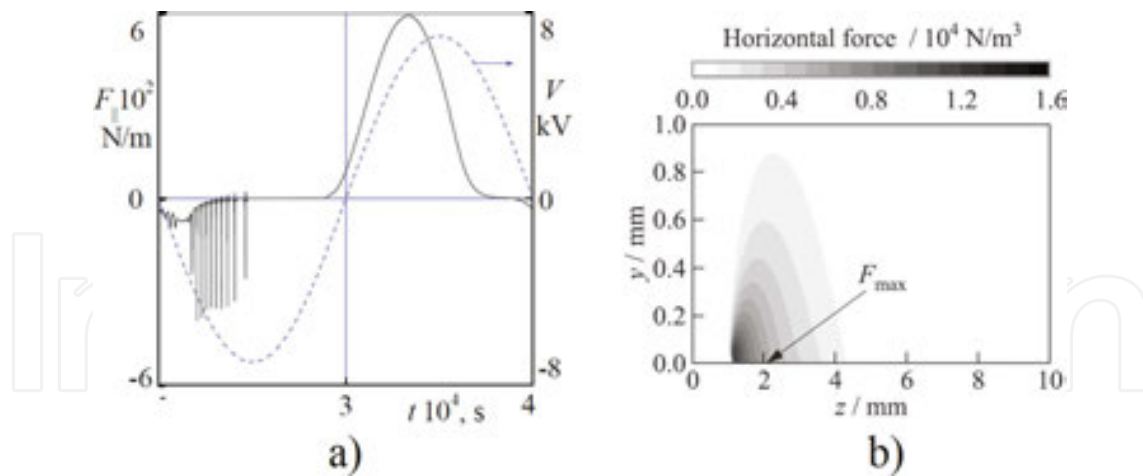 6
8
F||10²
N/m
V
kV
0
0
-6
-8
3
4
t 10⁴, s
a)
Horizontal force / 10⁴ N/m³
0.0 0.4 0.8 1.2 1.6
1.0
0.8
0.6
0.4
0.2
0.0
y / mm
Fmax
0 2 4 6 8 10
z / mm
b)